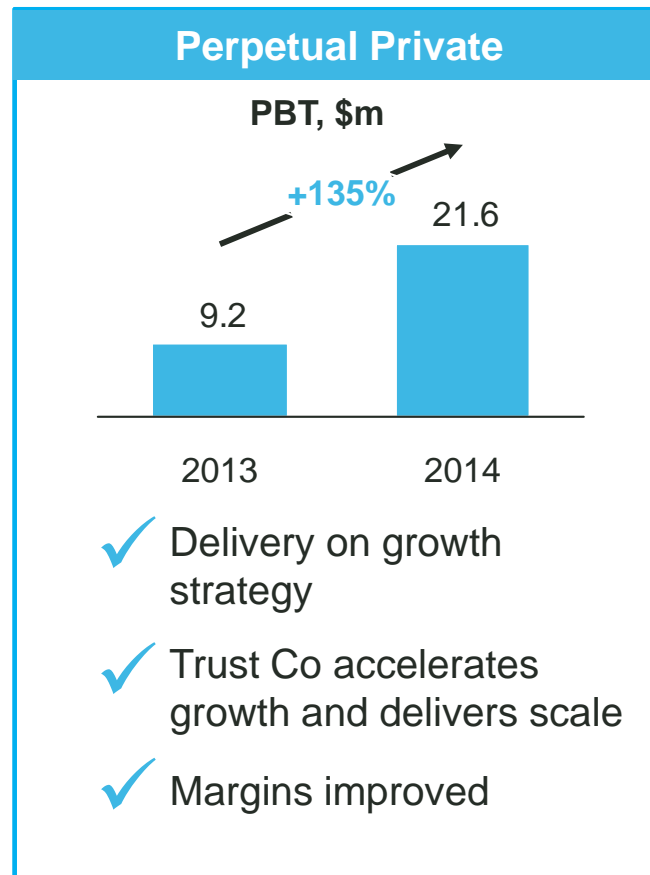 Perpetual Private
PBT, $m
+135%
21.6
9.2
2013
2014
Delivery on growth
strategy
Trust Co accelerates
growth and delivers scale
Margins improved